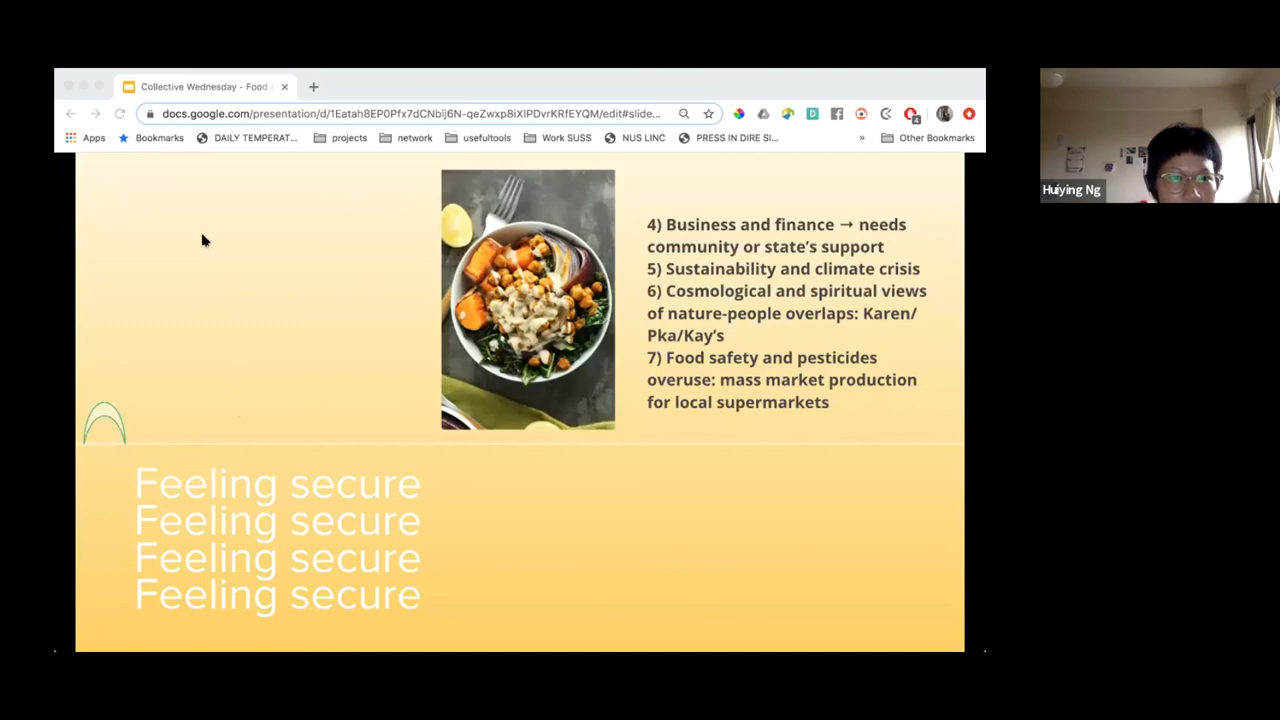 Collective Wednesday - Food
docs.google.com/presentation/d/1Eatah8EP0Pfx7dCNbij6N-qeZwxp8iXlPDvrKRfEYQM/edit#slide...
Apps
Bookmarks
DAILY TEMPERAT...
projects
network
usefultools
Work SUSS
NUS LINC
PRESS IN DIRE SI...
»
Other Bookmarks
Huiying Ng
4) Business and finance → needs
community or state’s support
5) Sustainability and climate crisis
6) Cosmological and spiritual views
of nature-people overlaps: Karen/
Pka/Kay’s
7) Food safety and pesticides
overuse: mass market production
for local supermarkets
Feeling secure
Feeling secure
Feeling secure
Feeling secure